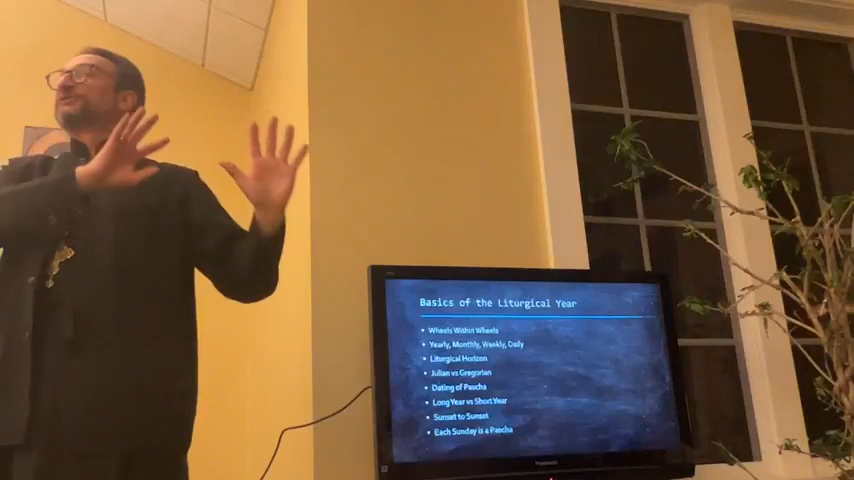 Basics of the Liturgical Year
Wheels Within Wheels
Yearly, Monthly, Weekly, Daily
Liturgical Horizon
Julian vs Gregorian
Dating of Pascha
Long Year vs Short Year
Sunset to Sunset
Each Sunday is a Pascha
Panasonic